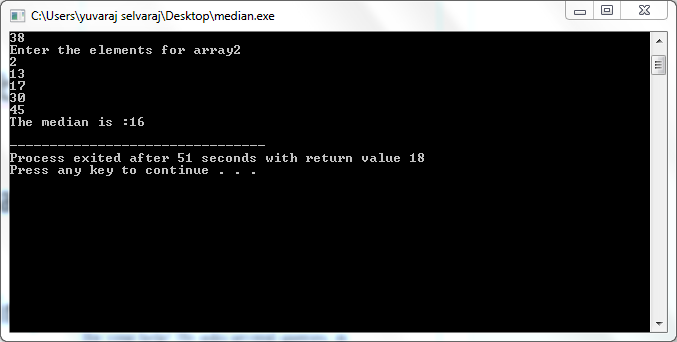 C:\Users\yuvaraj selvaraj\Desktop\median.exe
38
Enter the elements for array2
2
13
17
30
45
The median is :16
--------------------------------
Process exited after 51 seconds with return value 18
Press any key to continue . . .